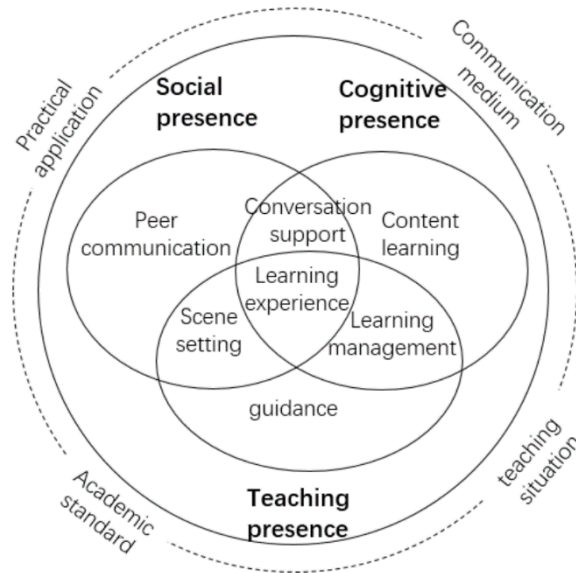 Practical
application
Communication
medium
Social
presence
Cognitive
presence
Peer
communication
Conversation
support
Content
learning
Learning
experience
Scene
setting
Learning
management
guidance
Teaching
presence
Academic
standard
teaching
situation